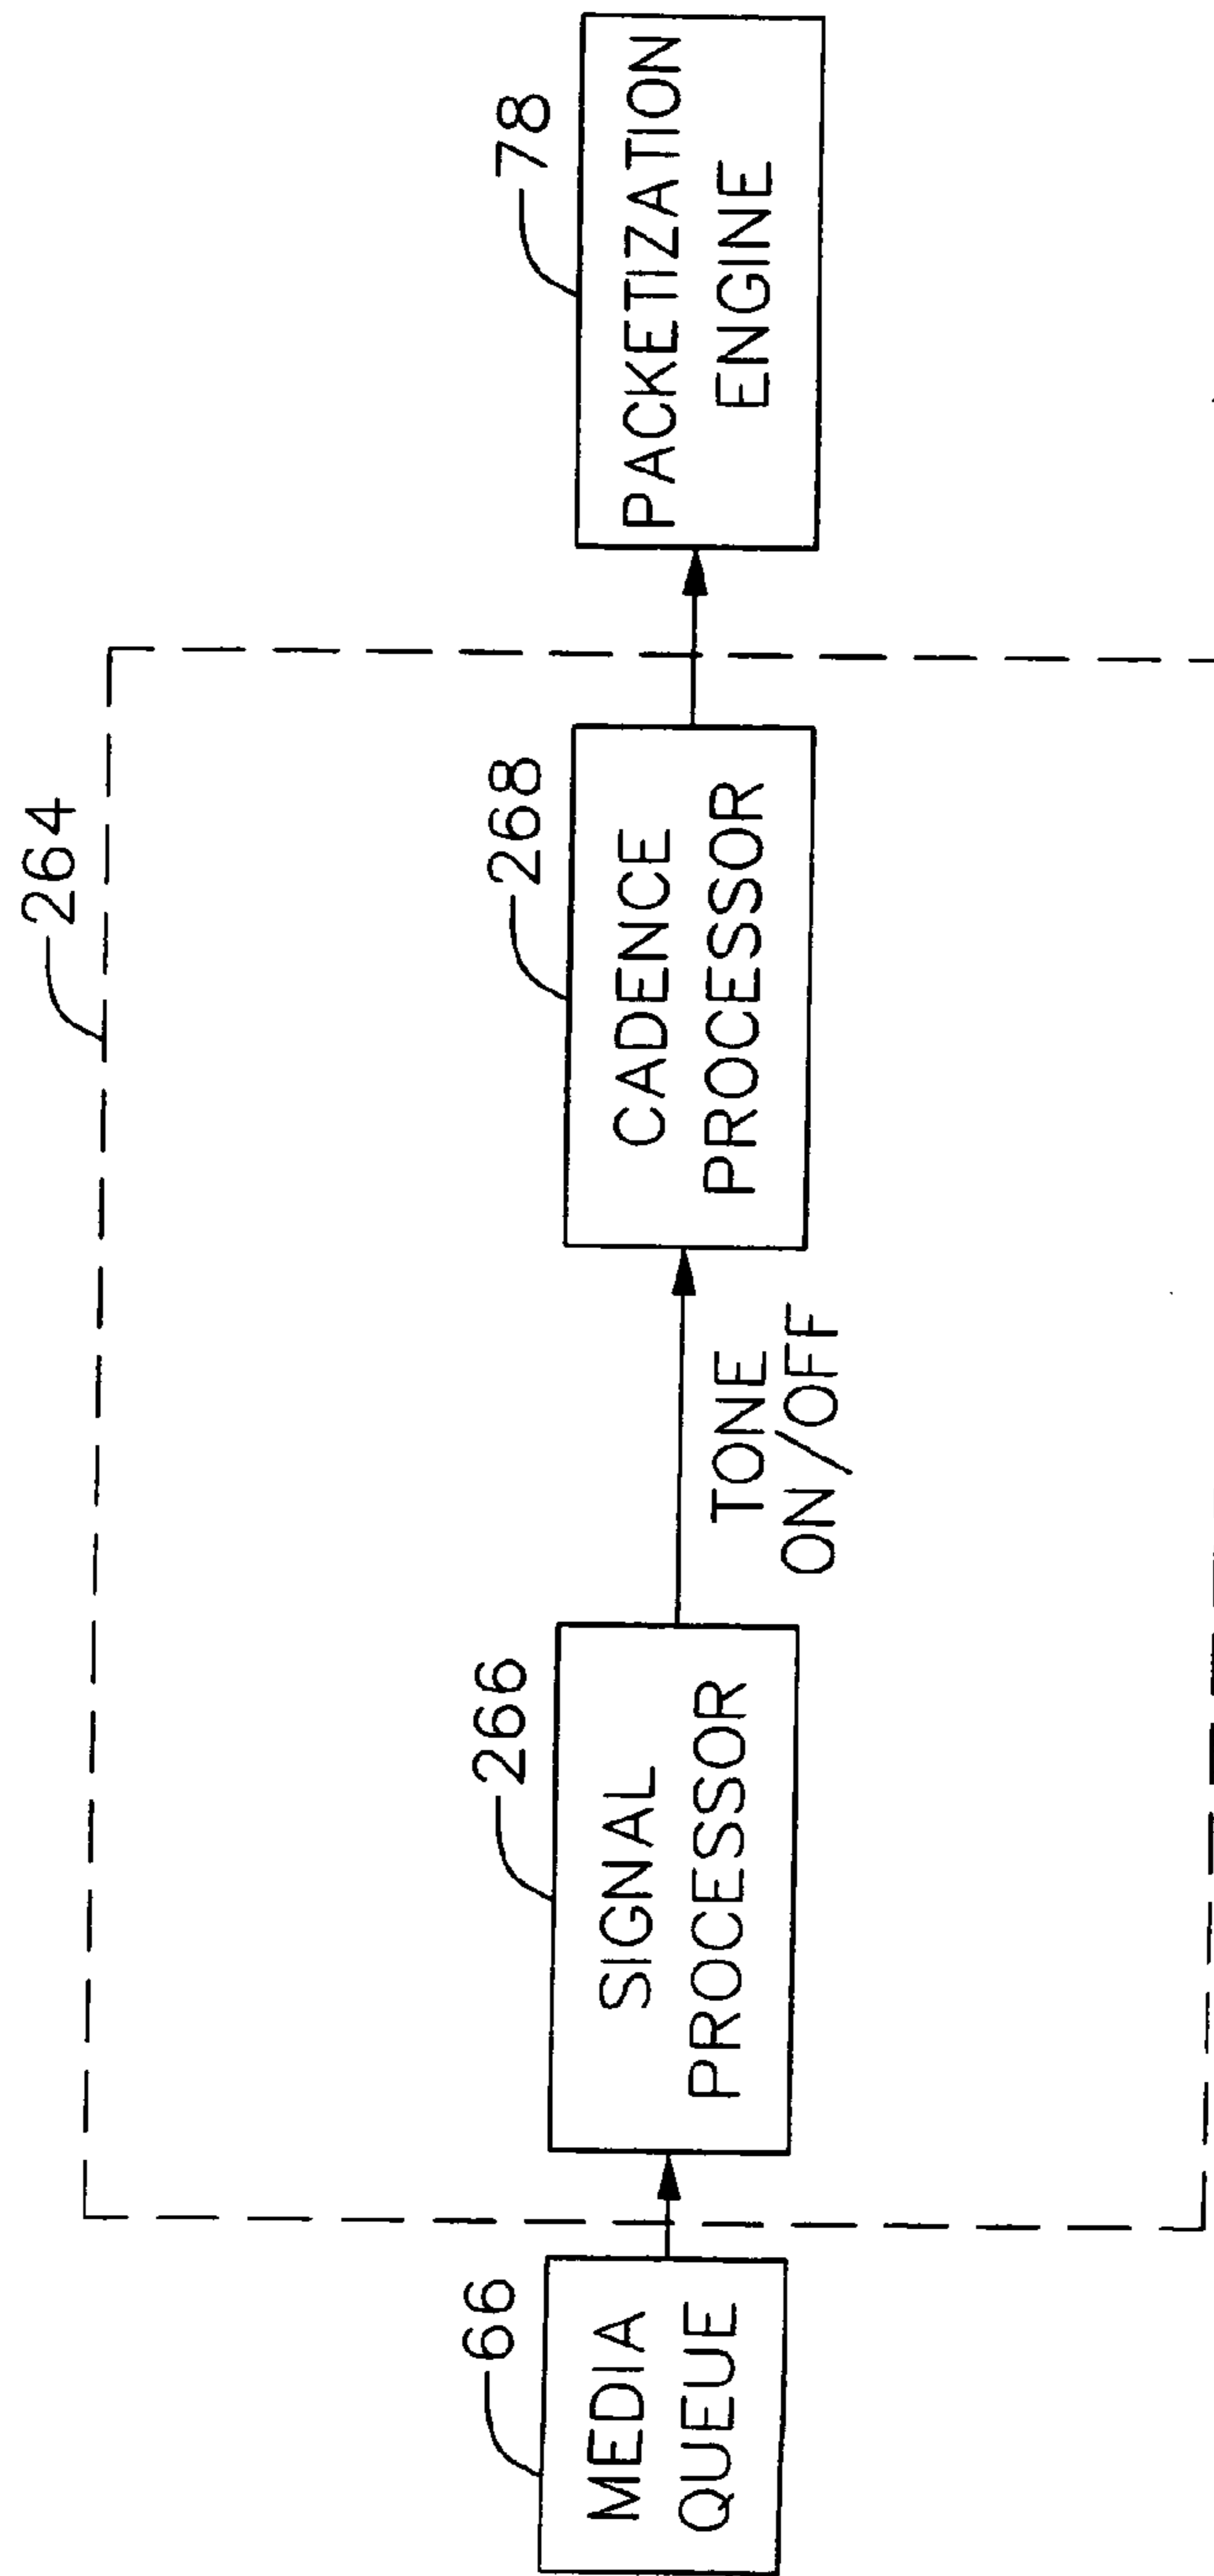 264
66
MEDIA
QUEUE
266
SIGNAL
PROCESSOR
TONE
ON/OFF
268
CADENCE
PROCESSOR
78
PACKETIZATION
ENGINE